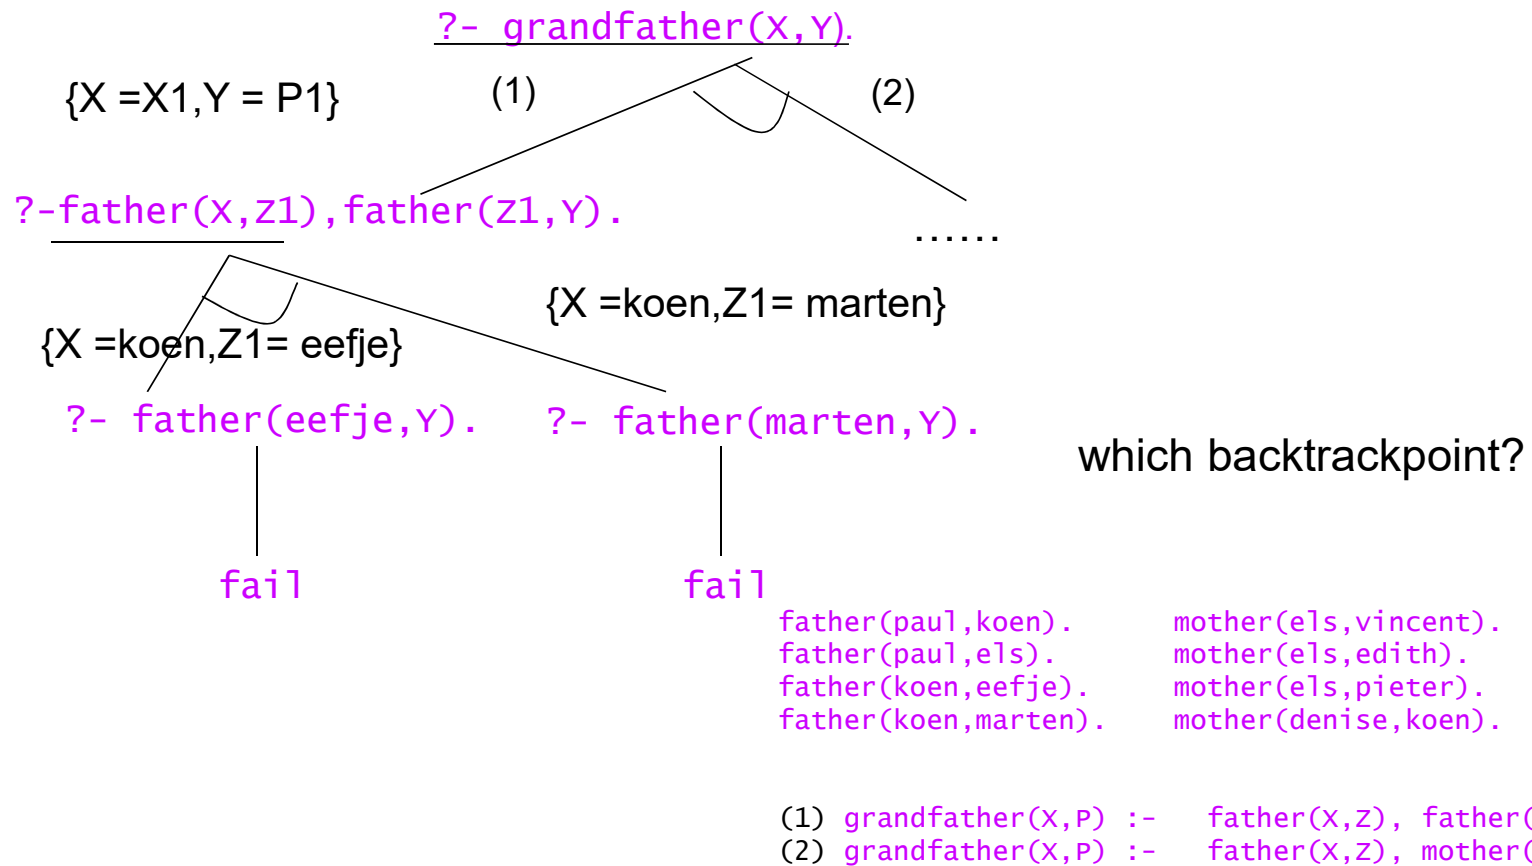 ?- grandfather(X,Y).
{X =X1,Y = P1}
(1)
(2)
?-father(X,Z1),father(Z1,Y).
......
{X =koen,Z1= marten}
{X =koen,Z1= eefje}
?- father(eefje,Y).
?- father(marten,Y).
which backtrackpoint?
fail
fail
father(paul,koen). mother(els,vincent).
father(paul,els). mother(els,edith).
father(koen,eefje). mother(els,pieter).
father(koen,marten). mother(denise,koen).
(1) grandfather(X,P) :- father(X,Z), father(
(2) grandfather(X,P) :- father(X,Z), mother(